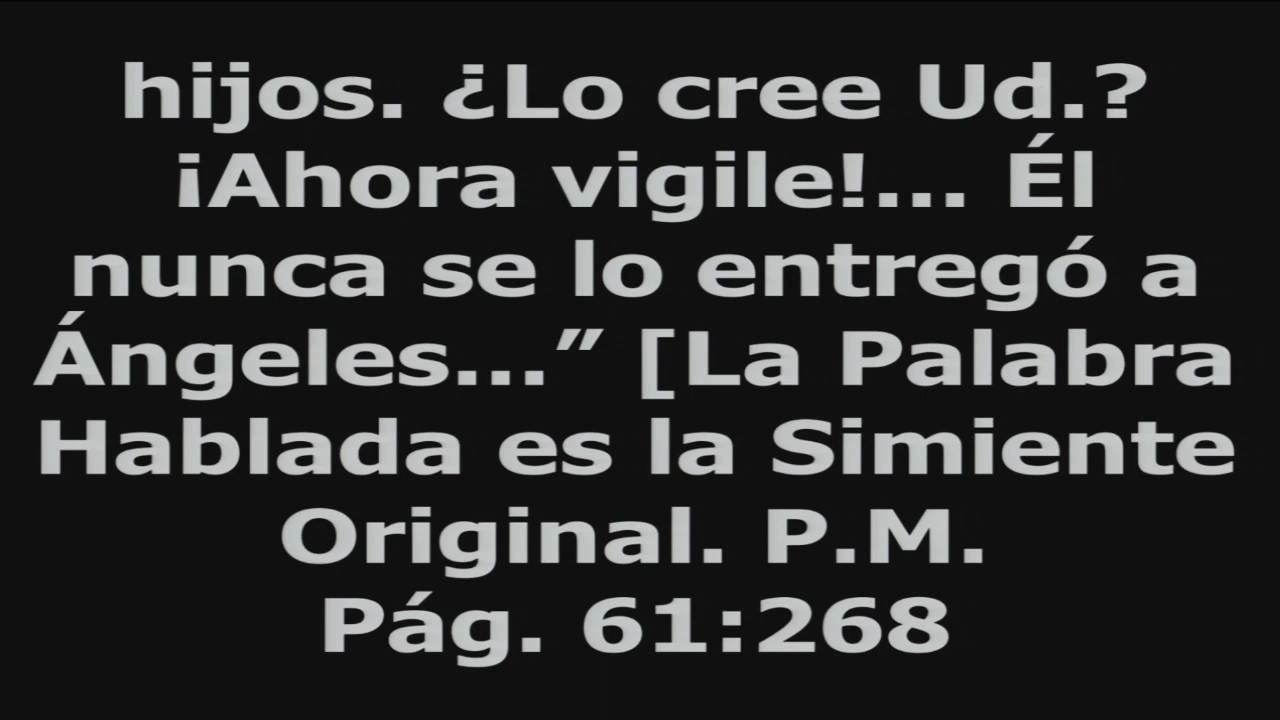 hijos. ¿Lo cree Ud.?
¡Ahora vigile!... Él
nunca se lo entregó a
Ángeles...” [La Palabra
Hablada es la Simiente
Original. P.M.
Pág. 61:268